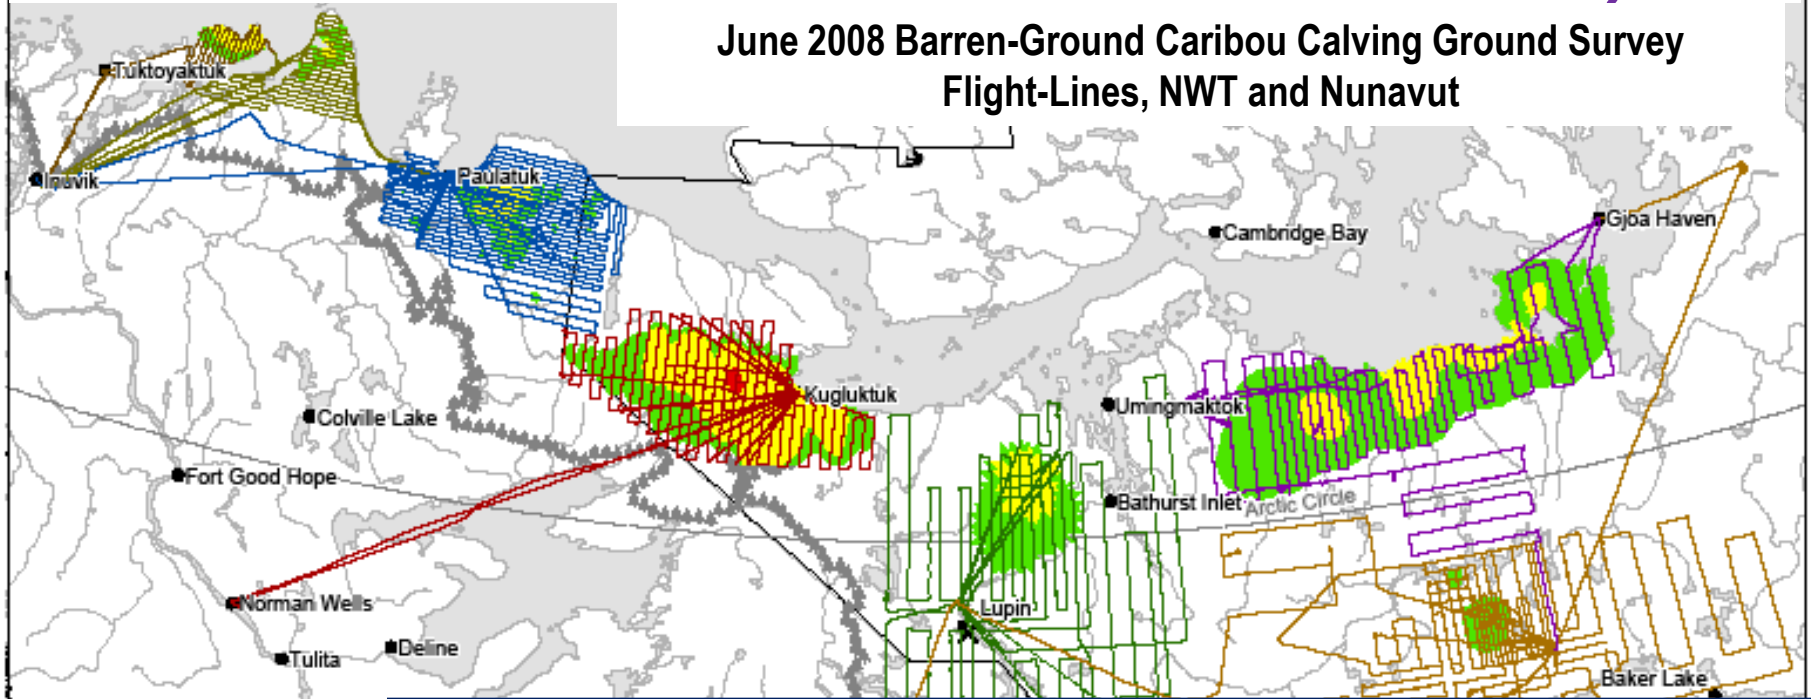 June 2008 Barren-Ground Caribou Calving Ground Survey
Flight-Lines, NWT and Nunavut
Tuktoyaktuk
Inuvik
Paulatuk
Gjoa Haven
Cambridge Bay
Kugluktuk
Umingmaktok
Colville Lake
Fort Good Hope
Bathurst Inlet
Arctic Circle
Norman Wells
Lupin
Deline
Tulita
Baker Lake